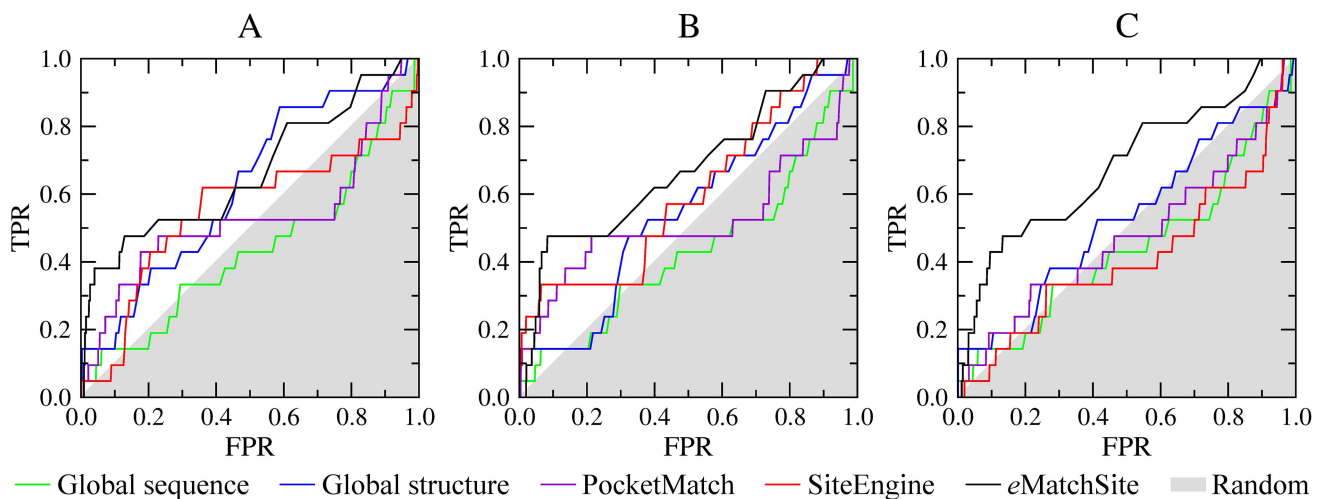 A B C
1.0 1.0 1.0
0.8 0.8 0.8
0.6 0.6 0.6
TPR TPR TPR
0.4 0.4 0.4
0.2 0.2 0.2
0.0 0.0 0.0
0.0 0.2 0.4 0.6 0.8 1.0 0.0 0.2 0.4 0.6 0.8 1.0 0.0 0.2 0.4 0.6 0.8 1.0
FPR FPR FPR
Global sequence Global structure PocketMatch SiteEngine eMatchSite Random